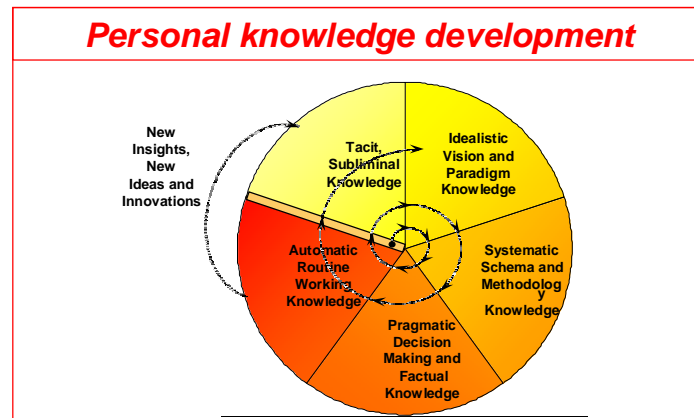 Personal knowledge development
New
Insights,
New
Ideas and
Innovations
Tacit,
Subliminal
Knowledge
Idealistic
Vision and
Paradigm
Knowledge
Systematic
Schema and
Methodolog
y
Knowledge
Pragmatic
Decision
Making and
Factual
Knowledge
Automatic
Routine
Working
Knowledge